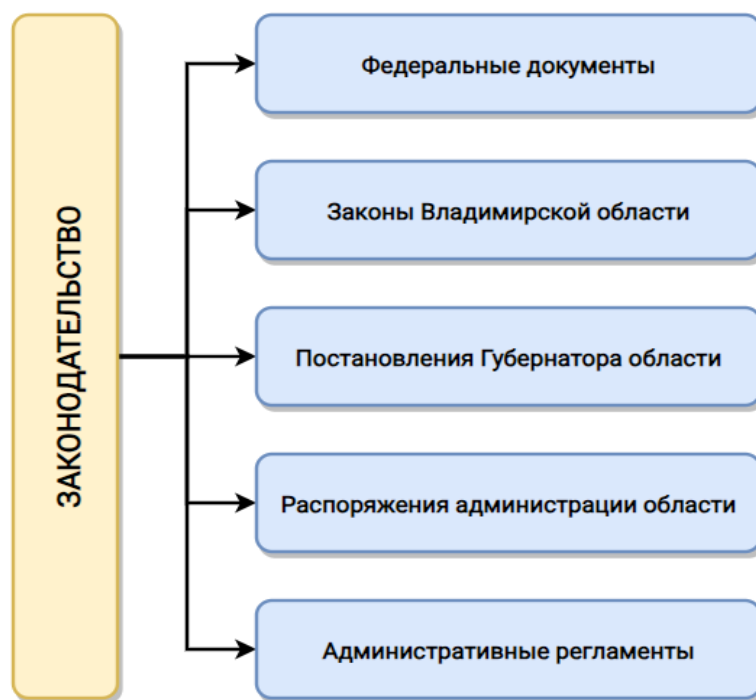 ЗАКОНОДАТЕЛЬСТВО
Федеральные документы
Законы Владимирской области
Постановления Губернатора области
Распоряжения администрации области
Административные регламенты